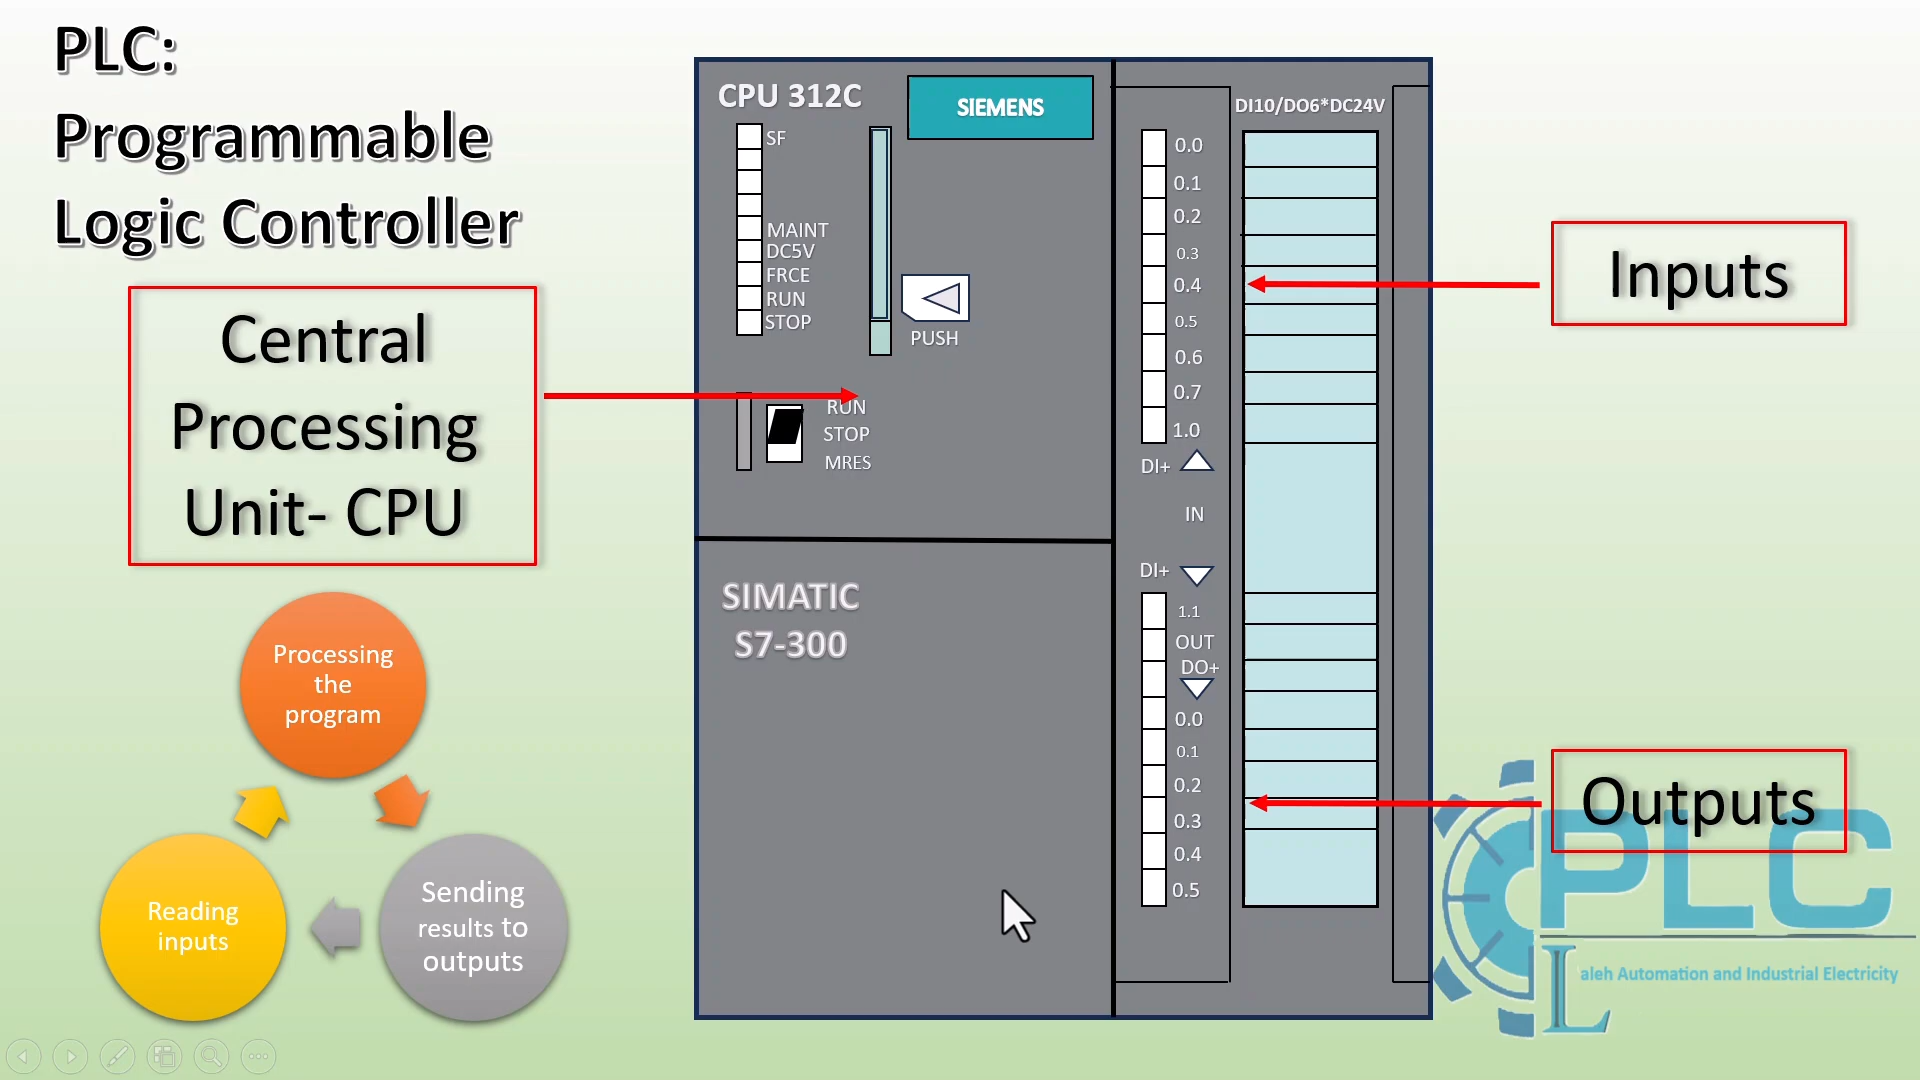 PLC:
Programmable
Logic Controller
Central
Processing
Unit- CPU
Processing
the
program
Reading
inputs
Sending
results to
outputs
CPU 312C
SIEMENS
SF
MAINT
DC5V
FRCE
RUN
STOP
PUSH
RUN
STOP
MRES
SIMATIC
S7-300
DI10/DO6*DC24V
0.0
0.1
0.2
0.3
0.4
0.5
0.6
0.7
1.0
DI+
IN
DI+
1.1
OUT
DO+
0.0
0.1
0.2
0.3
0.4
0.5
Inputs
Outputs
PLC
Laleh Automation and Industrial Electricity